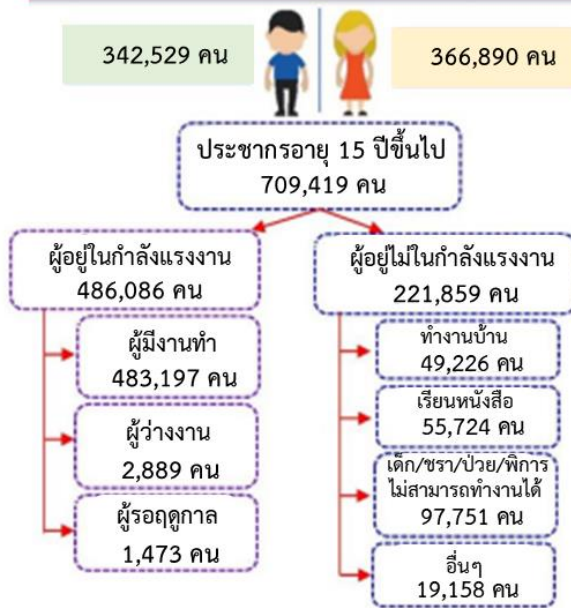 342,529 คน
366,890 คน
ประชากรอายุ 15 ปีขึ้นไป
709,419 คน
ผู้อยู่ในกำลังแรงงาน
486,086 คน
ผู้มีงานทำ
483,197 คน
ผู้ว่างงาน
2,889 คน
ผู้รอฤดูกาล
1,473 คน
ผู้อยู่ไม่ในกำลังแรงงาน
221,859 คน
ทำงานบ้าน
49,226 คน
เรียนหนังสือ
55,724 คน
เด็ก/ชรา/ป่วย/พิการ
ไม่สามารถทำงานได้
97,751 คน
อื่นๆ
19,158 คน